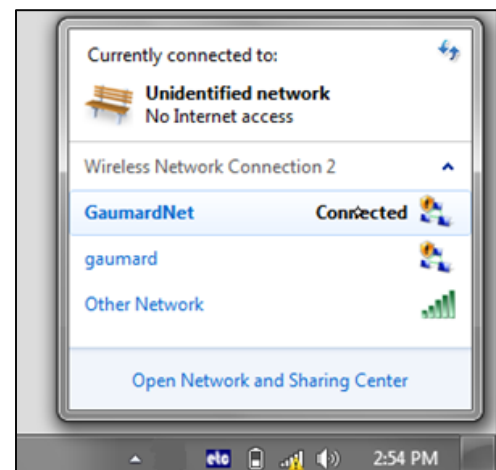 Currently connected to:
Unidentified network
No Internet access
Wireless Network Connection 2
GaumardNet Connected
gaumard
Other Network
Open Network and Sharing Center
etc 2:54 PM